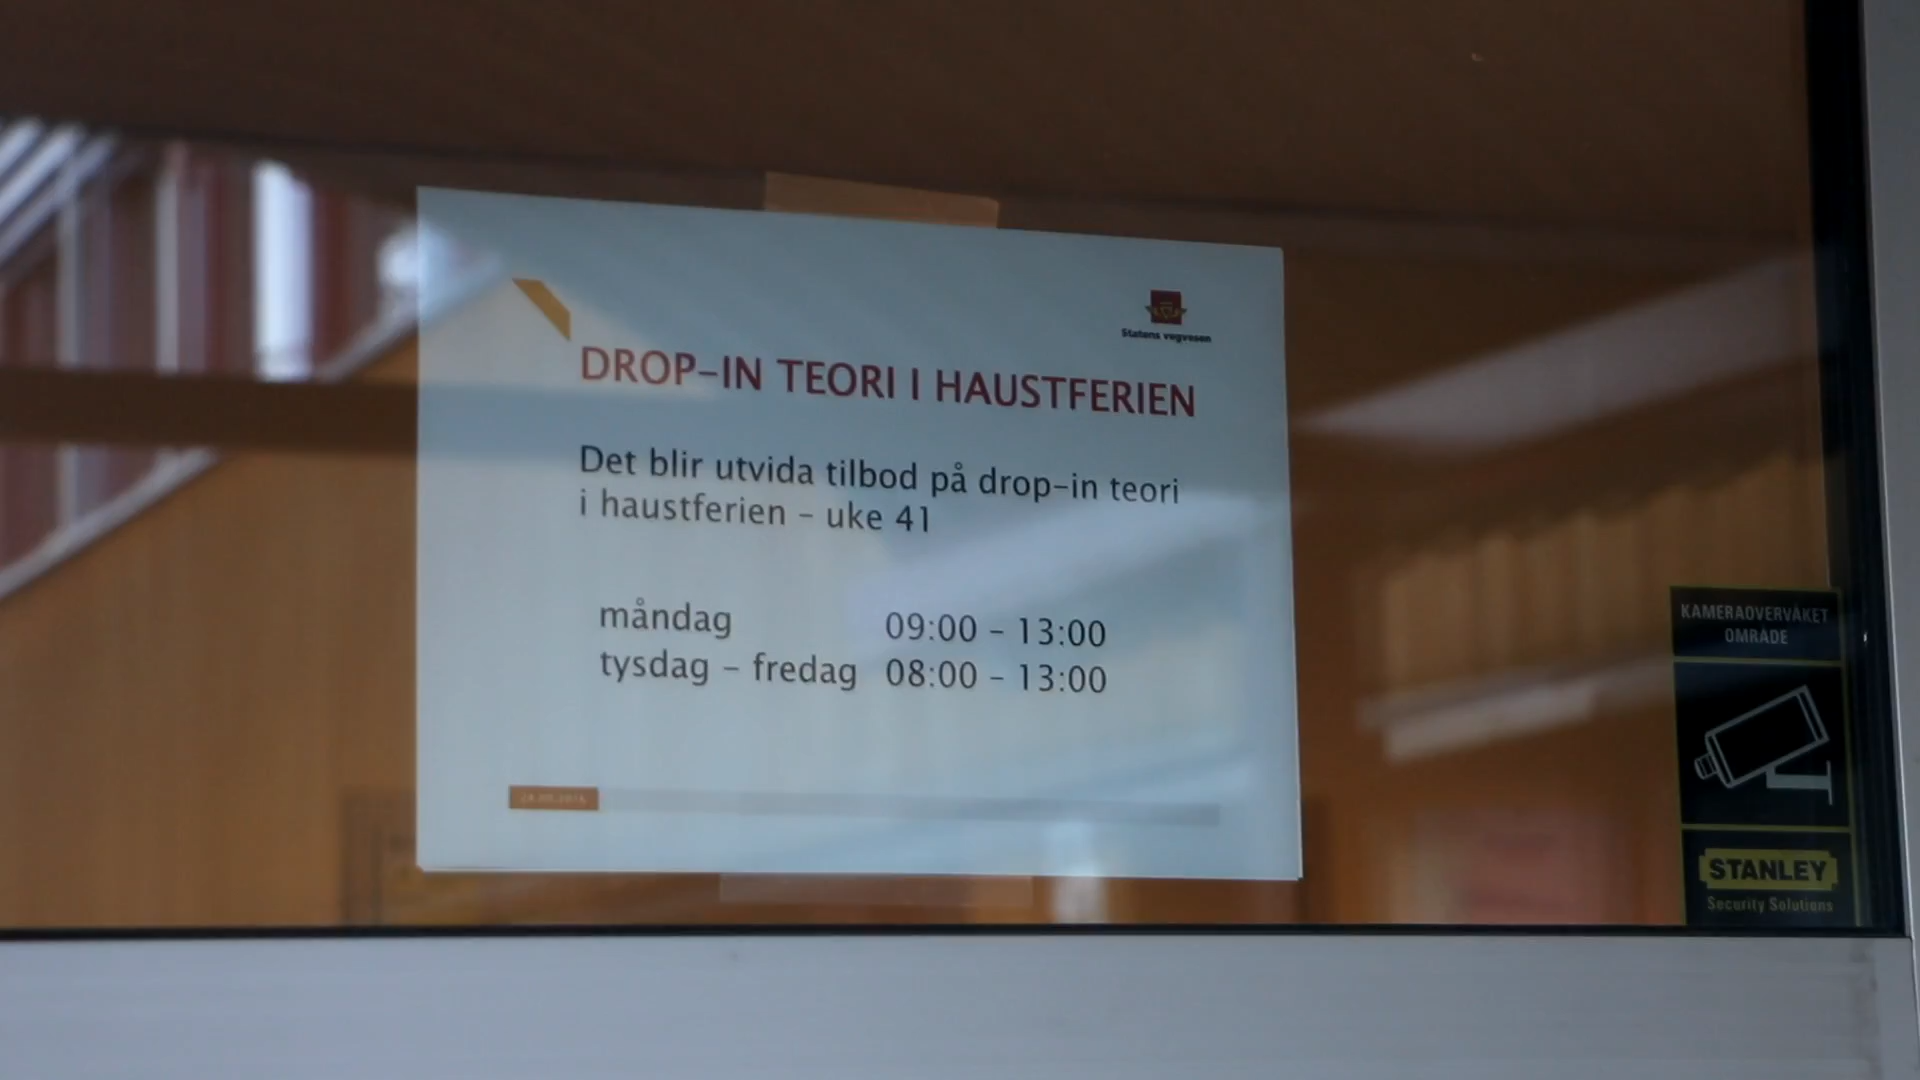 Statens vegvesen
DROP-IN TEORI I HAUSTFERIEN
Det blir utvida tilbod på drop-in teori
i haustferien - uke 41
måndag 09:00 - 13:00
tysdag - fredag 08:00 - 13:00
KAMERAOVERVÅKET
OMRÅDE
STANLEY
Security Solutions